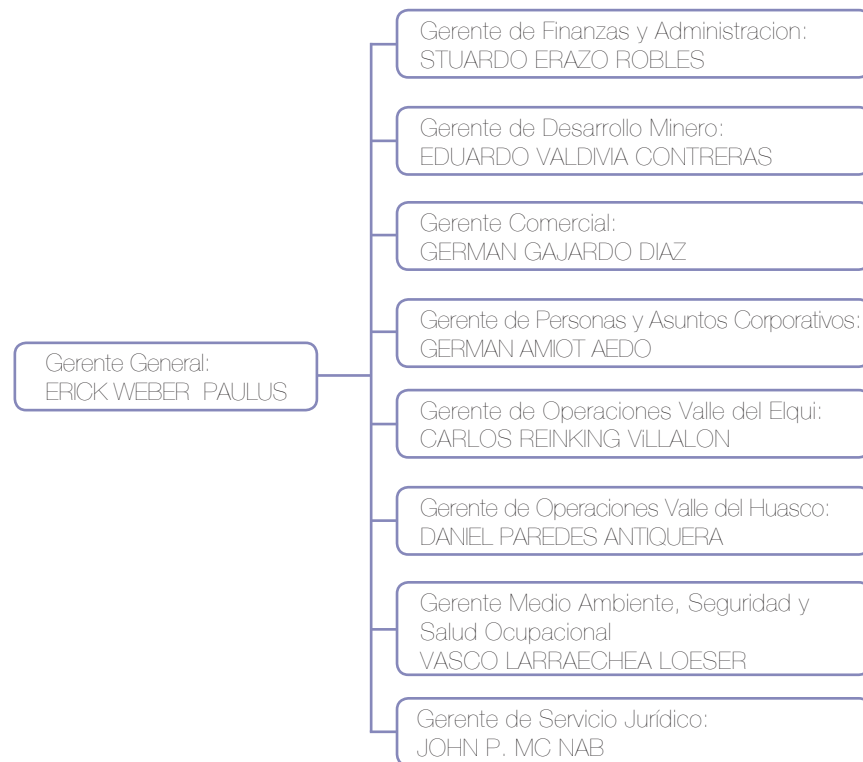 Gerente de Finanzas y Administracion:
STUARDO ERAZO ROBLES
Gerente de Desarrollo Minero:
EDUARDO VALDIVIA CONTRERAS
Gerente Comercial:
GERMAN GAJARDO DIAZ
Gerente de Personas y Asuntos Corporativos:
GERMAN AMIOT AEDO
Gerente General:
ERICK WEBER PAULUS
Gerente de Operaciones Valle del Elqui:
CARLOS REINKING ViLLALON
Gerente de Operaciones Valle del Huasco:
DANIEL PAREDES ANTIQUERA
Gerente Medio Ambiente, Seguridad y
Salud Ocupacional
VASCO LARRAECHEA LOESER
Gerente de Servicio Jurídico:
JOHN P. MC NAB